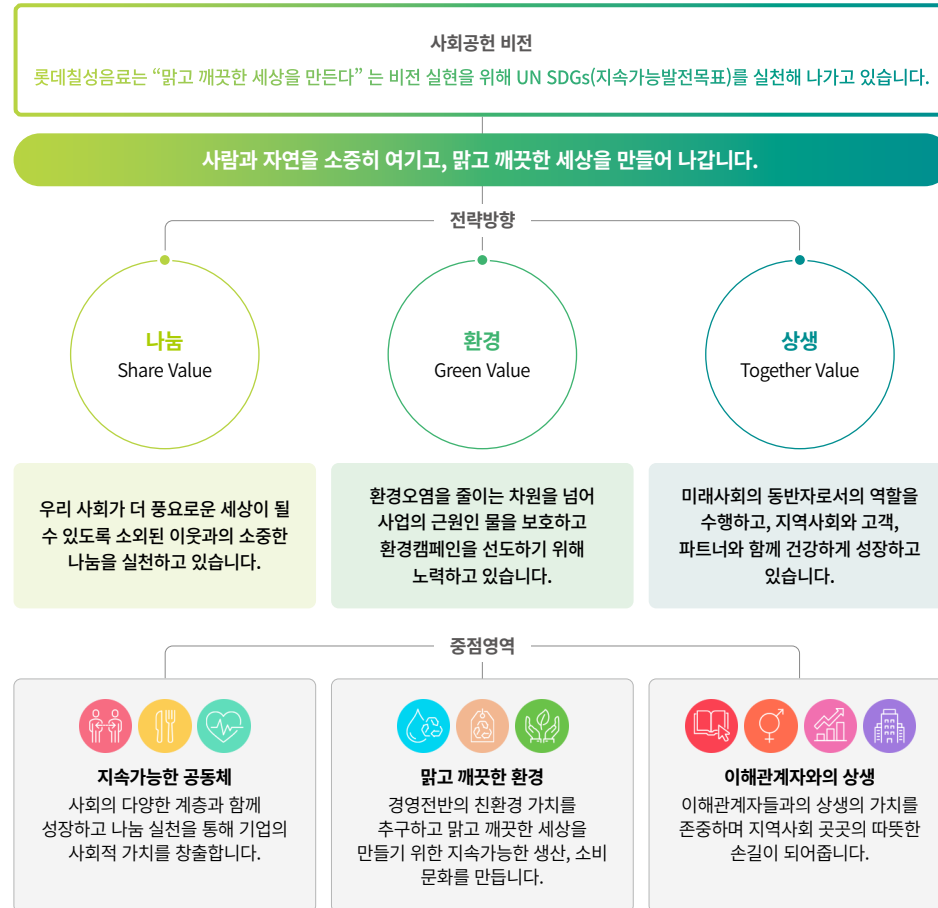 사회공헌 비전
롯데칠성음료는 “맑고 깨끗한 세상을 만든다” 는 비전 실현을 위해 UN SDGs(지속가능발전목표)를 실천해 나가고 있습니다.
사람과 자연을 소중히 여기고, 맑고 깨끗한 세상을 만들어 나갑니다.
전략방향
나눔
Share Value
환경
Green Value
상생
Together Value
우리 사회가 더 풍요로운 세상이 될
수 있도록 소외된 이웃과의 소중한
나눔을 실천하고 있습니다.
환경오염을 줄이는 차원을 넘어
사업의 근원인 물을 보호하고
환경캠페인을 선도하기 위해
노력하고 있습니다.
미래사회의 동반자로서의 역할을
수행하고, 지역사회와 고객,
파트너와 함께 건강하게 성장하고
있습니다.
중점영역
지속가능한 공동체
사회의 다양한 계층과 함께
성장하고 나눔 실천을 통해 기업의
사회적 가치를 창출합니다.
맑고 깨끗한 환경
경영전반의 친환경 가치를
추구하고 맑고 깨끗한 세상을
만들기 위한 지속가능한 생산, 소비
문화를 만듭니다.
이해관계자와의 상생
이해관계자들과의 상생의 가치를
존중하며 지역사회 곳곳의 따뜻한
손길이 되어줍니다.